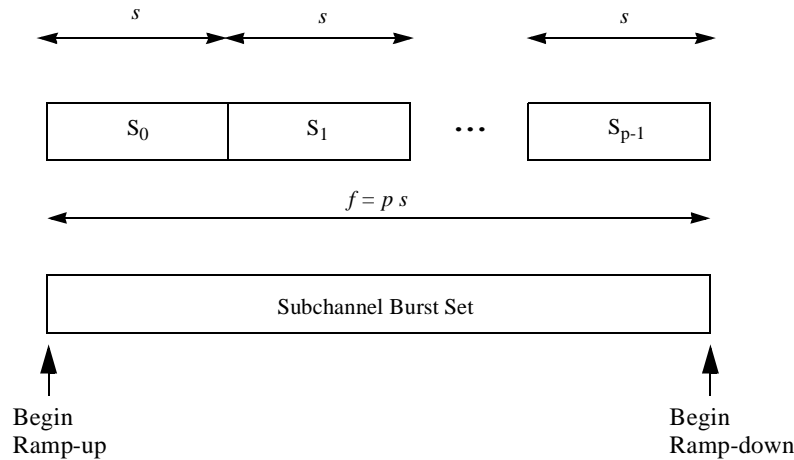 s s s
S0 S1 ... Sp-1
f = p s
Subchannel Burst Set
Begin Begin
Ramp-up Ramp-down